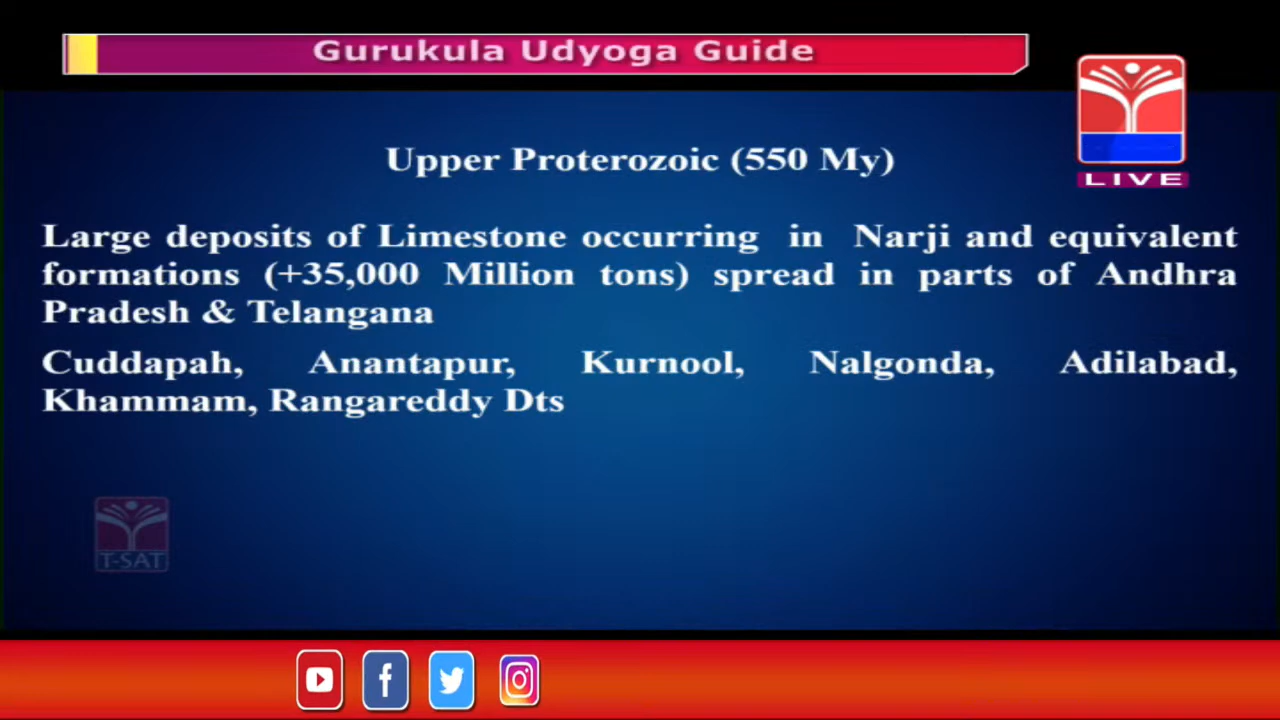 Gurukula Udyoga Guide
LIVE
Upper Proterozoic (550 My)
Large deposits of Limestone occurring in Narji and equivalent
formations (+35,000 Million tons) spread in parts of Andhra
Pradesh & Telangana
Cuddapah, Anantapur, Kurnool, Nalgonda, Adilabad,
Khammam, Rangareddy Dts
T-SAT